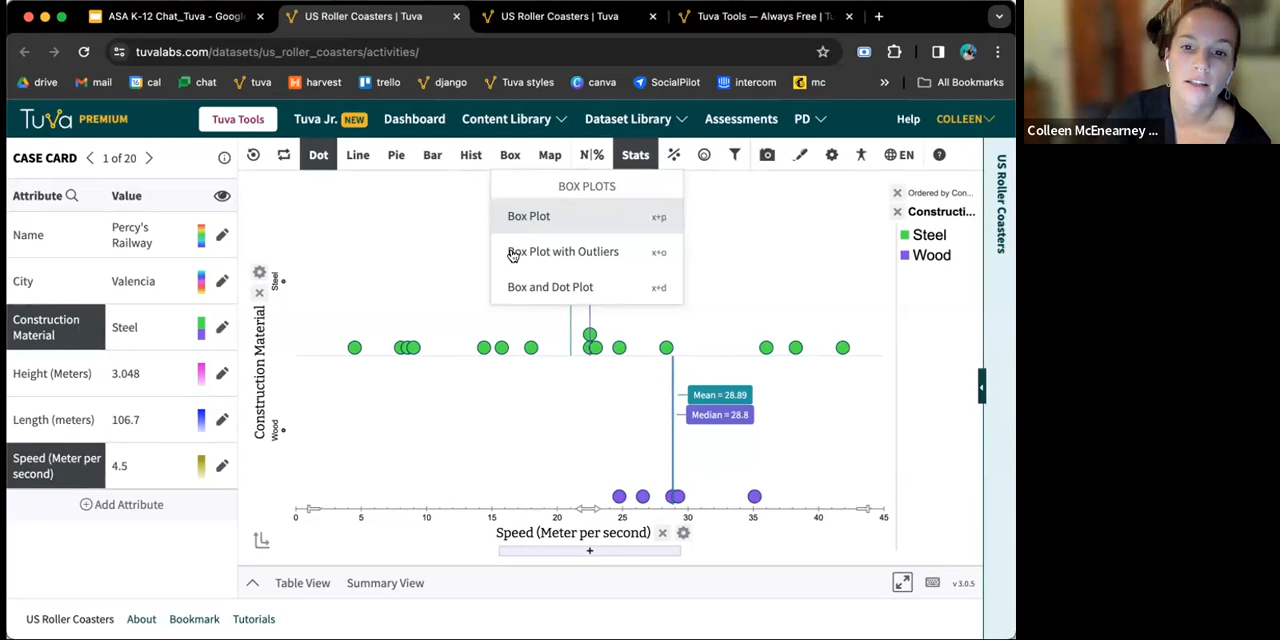 ASA K-12 Chat_Tuva - Google
US Roller Coasters | Tuva
US Roller Coasters | Tuva
Tuva Tools — Always Free | Tu
tuvalabs.com/datasets/us_roller_coasters/activities/
drive mail cal chat tuva harvest trello django Tuva styles canva SocialPilot intercom mc » All Bookmarks
Tuva PREMIUM Tuva Tools Tuva Jr. NEW Dashboard Content Library Dataset Library Assessments PD Help COLLEEN
Colleen McEnearney ...
CASE CARD < 1 of 20 >
Dot Line Pie Bar Hist Box Map N|% Stats EN
Attribute Value
Name Percy's
Railway
City Valencia
Construction
Material
Steel
Height (Meters) 3.048
Length (meters) 106.7
Speed (Meter per
second)
4.5
Add Attribute
BOX PLOTS
Box Plot x+p
Box Plot with Outliers x+o
Box and Dot Plot x+d
Ordered by Con...
Constructi...
Steel
Wood
US Roller Coasters
Steel
Construction Material
Wood
Mean = 28.89
Median = 28.8
0 5 10 15 20 25 30 35 40 45
Speed (Meter per second)
+
Table View Summary View v 3.0.5
US Roller Coasters About Bookmark Tutorials